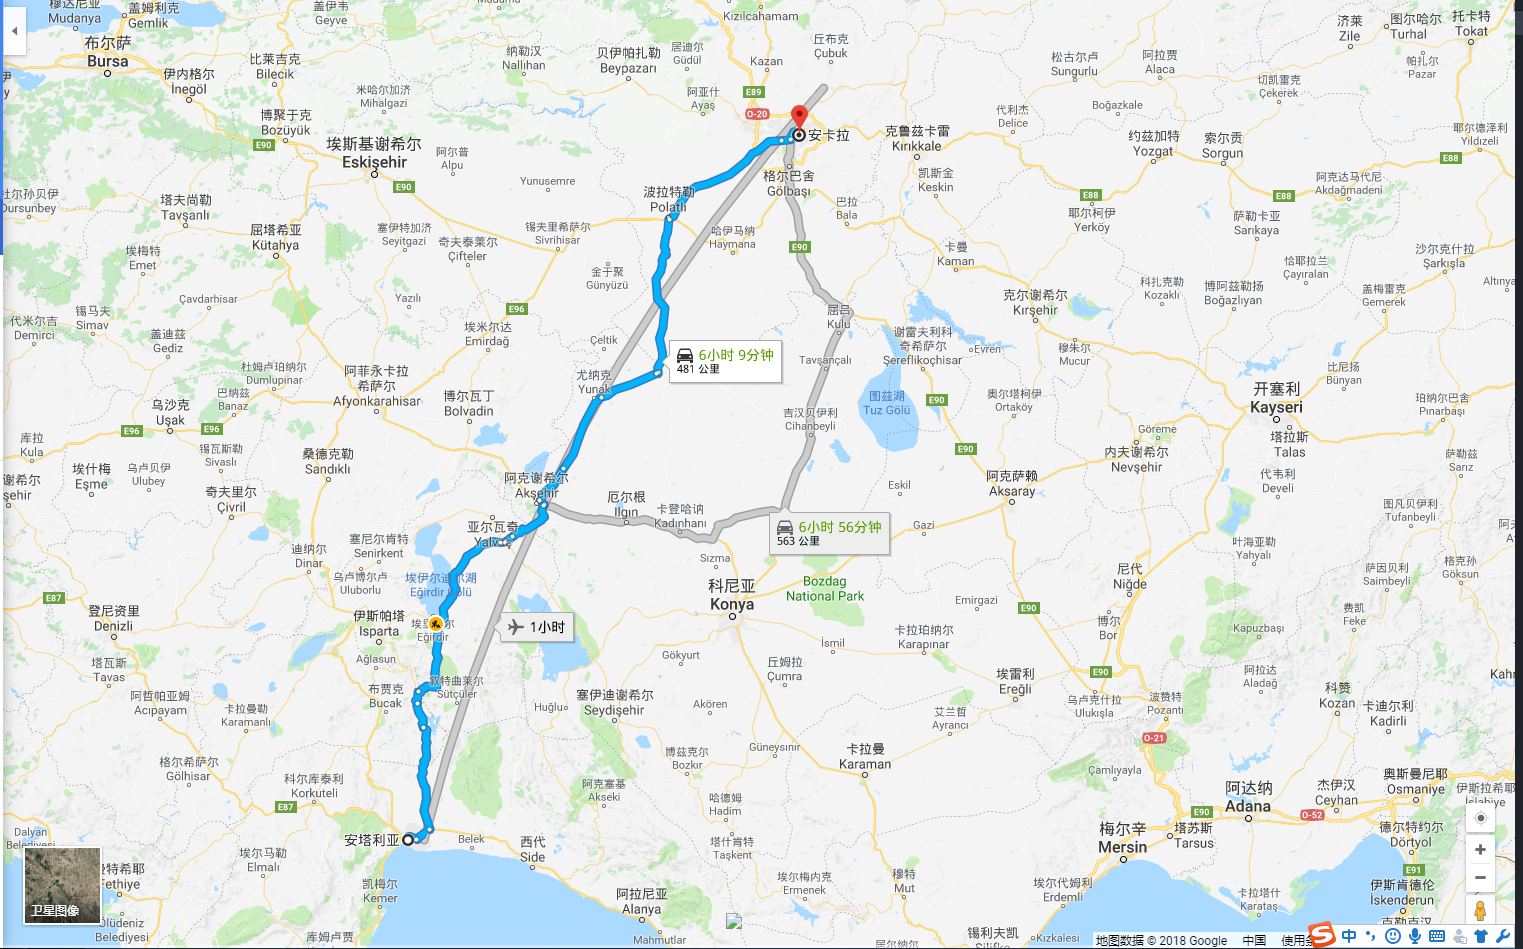 穆达尼亚
Mudanya
盖姆利克
Gemlik
盖伊韦
Geyve
Mudurnu
Kızılcahamam
济莱
Zile
图尔哈尔
Turhal
托卡特
Tokat
布尔萨
Bursa
伊内格尔
İnegöl
比莱吉克
Bilecik
纳勒汉
Nallıhan
贝伊帕扎勒
Beypazarı
居迪尔
Güdül
Kazan
丘布克
Çubuk
松古尔卢
Sungurlu
阿拉贾
Alaca
帕扎尔
Pazar
切凯雷克
Çekerek
米哈尔加济
Mihalgazi
阿亚什
Ayaş
E89
O-20
博聚于克
Bozüyük
E90
埃斯基谢希尔
Eskişehir
阿尔普
Alpu
安卡拉
克鲁兹卡雷
Kırıkkale
代利杰
Delice
Boğazkale
约兹加特
Yozgat
索尔贡
Sorgun
耶尔德泽利
Yıldızeli
E88
杜尔孙贝伊
Dursunbey
塔夫尚勒
Tavşanlı
E90
Yunusemre
波拉特勒
Polatlı
格尔巴舍
Gölbaşı
凯斯金
Keskin
巴拉
Bala
E88
耶尔柯伊
Yerköy
E88
阿克达马代尼
Akdağmadeni
萨勒卡亚
Sarıkaya
屈塔希亚
Kütahya
塞伊特加济
Seyitgazi
奇夫泰莱尔
Çifteler
锡夫里希萨尔
Sivrihisar
哈伊马纳
Haymana
E90
卡曼
Kaman
埃梅特
Emet
恰耶拉兰
Çayıralan
沙尔克什拉
Şarkışla
金于聚
Günyüzü
Çavdarhisar
Yazılı
E96
克尔谢希尔
Kırşehir
科扎克勒
Kozaklı
博阿兹勒扬
Boğazlıyan
盖梅雷克
Gemerek
锡马夫
Simav
代米尔吉
Demirci
盖迪兹
Gediz
埃米尔达
Emirdağ
Çeltik
屈吕
Kulu
谢雷夫利科
奇希萨尔
Şereflikoçhisar
Evren
穆朱尔
Mucur
Tavşançalı
6小时 9分钟
481 公里
杜姆卢珀纳尔
Dumlupınar
阿菲永卡拉
希萨尔
Afyonkarahisar
博尔瓦丁
Bolvadin
尤纳克
Yunak
图兹湖
Tuz Gölü
E90
奥尔塔柯伊
Ortaköy
开塞利
Kayseri
比尼扬
Bünyan
珀纳尔巴舍
Pınarbaşı
巴纳兹
Banaz
乌沙克
Uşak
E96
E96
库拉
Kula
锡瓦斯勒
Sivaslı
吉汉贝伊利
Cihanbeyli
Göreme
塔拉斯
Talas
内夫谢希尔
Nevşehir
E90
萨勒兹
Sarız
埃什梅
Eşme
乌卢贝伊
Ulubey
桑德克勒
Sandıklı
阿克谢希尔
Akşehir
Eskil
阿克萨赖
Aksaray
代韦利
Develi
奇夫里尔
Çivril
厄尔根
Ilgın
卡登哈讷
Kadınhanı
图凡贝伊利
Tufanbeyli
亚尔瓦奇
Yalvaç
6小时 56分钟
563 公里
Gazi
叶海亚勒
Yahyalı
迪纳尔
Dinar
塞尼尔肯特
Senirkent
Sızma
乌卢博尔卢
Uluborlu
埃伊尔迪尔湖
Eğirdir Gölü
科尼亚
Konya
Bozdag
National Park
尼代
Niğde
萨因贝利
Saimbeyli
格克孙
Göksun
E87
登尼资里
Denizli
伊斯帕塔
Isparta
Eğirdir
Emirgazi
E90
博尔
Bor
费凯
Feke
Kapuzbaşı
1小时
İsmil
卡拉珀纳尔
Karapınar
塔瓦斯
Tavas
Ağlasun
Gökyurt
丘姆拉
Çumra
埃雷利
Ereğli
E90
阿拉达
Aladağ
布贾克
Bucak
叙特曲莱尔
Sütçüler
阿哲帕亚姆
Acıpayam
卡拉曼勒
Karamanlı
Huğlu
塞伊迪谢希尔
Seydişehir
Akören
艾兰哲
Ayrancı
乌卢克什拉
Ulukışla
波赞特
Pozantı
科赞
Kozan
卡迪尔利
Kadirli
O-21
Güneysınır
博兹克尔
Bozkır
卡拉曼
Karaman
格尔希萨尔
Gölhisar
科尔库泰利
Korkuteli
阿克塞基
Akseki
Çamlıyayla
阿达纳
Adana
杰伊汉
Ceyhan
奥斯曼尼耶
Osmaniye
伊斯拉希耶
İslahiye
E87
哈德姆
Hadim
E90
O-52
Dalyan
Belediyesi
安塔利亚
Belek
西代
Side
塔什肯特
Taşkent
梅尔辛
Mersin
塔苏斯
Tarsus
德尔特约尔
Dörtyol
埃尔马勒
Elmalı
Fethiye
E91
凯梅尔
Kemer
埃尔梅内克
Ermenek
穆特
Mut
埃尔代姆利
Erdemli
卡拉塔什
Karataş
伊斯肯德伦
İskenderun
阿拉尼亚
Alanya
Ölüdeniz
Belediyesi
卫星图像
库姆卢贾
Mahmutlar
居尔纳尔
锡利夫凯
Kızkalesi
地图数据 © 2018 Google 中国
中